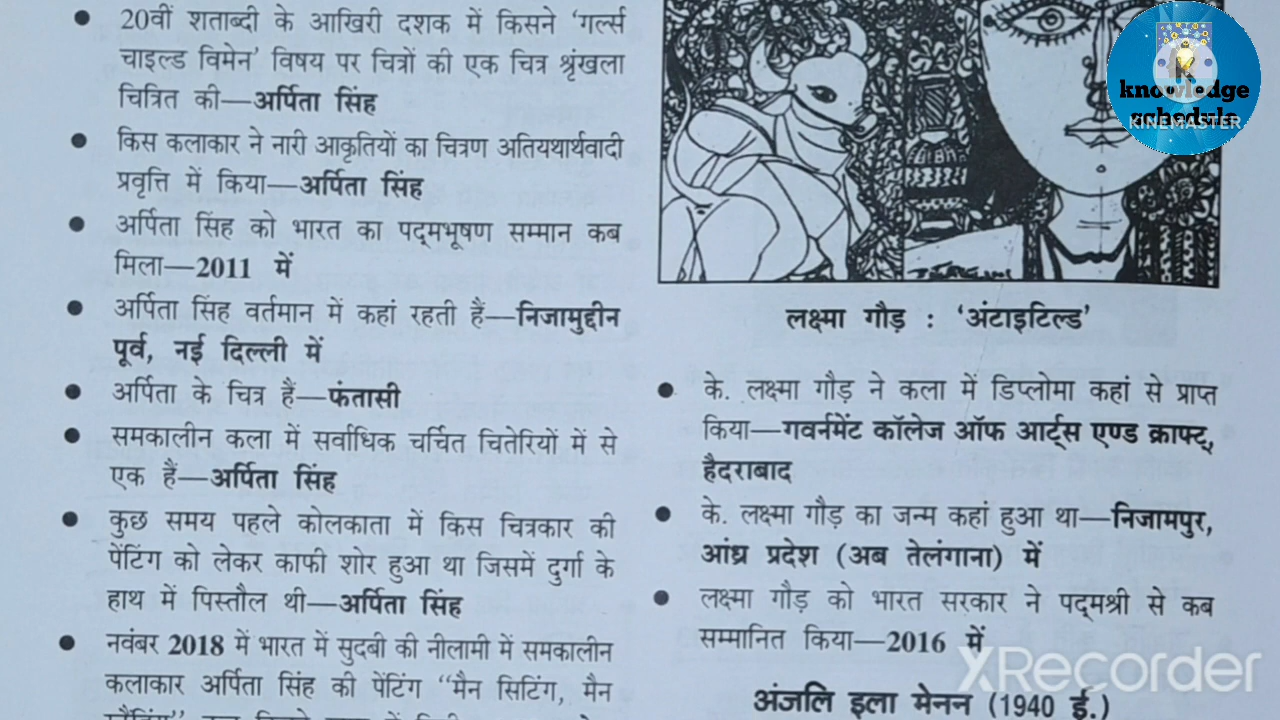 20वीं शताब्दी के आखिरी दशक में किसने ‘गर्ल्स
चाइल्ड विमेन’ विषय पर चित्रों की एक चित्र श्रृंखला
चित्रित की—अर्पिता सिंह
किस कलाकार ने नारी आकृतियों का चित्रण अतियथार्थवादी
प्रवृत्ति में किया—अर्पिता सिंह
अर्पिता सिंह को भारत का पद्मभूषण सम्मान कब
मिला—2011 में
अर्पिता सिंह वर्तमान में कहां रहती हैं—निजामुद्दीन
पूर्व, नई दिल्ली में
अर्पिता के चित्र हैं—फंतासी
समकालीन कला में सर्वाधिक चर्चित चितेरियों में से
एक हैं—अर्पिता सिंह
कुछ समय पहले कोलकाता में किस चित्रकार की
पेंटिंग को लेकर काफी शोर हुआ था जिसमें दुर्गा के
हाथ में पिस्तौल थी—अर्पिता सिंह
नवंबर 2018 में भारत में सुदबी की नीलामी में समकालीन
कलाकार अर्पिता सिंह की पेंटिंग “मैन सिटिंग, मैन
knowledge
schedule
KINEMASTER
लक्ष्मा गौड़ : ‘अंटाइटिल्ड’
के. लक्ष्मा गौड़ ने कला में डिप्लोमा कहां से प्राप्त
किया—गवर्नमेंट कॉलेज ऑफ आर्ट्स एण्ड क्राफ्ट्,
हैदराबाद
के. लक्ष्मा गौड़ का जन्म कहां हुआ था—निजामपुर,
आंध्र प्रदेश (अब तेलंगाना) में
लक्ष्मा गौड़ को भारत सरकार ने पद्मश्री से कब
सम्मानित किया—2016 में
XRecorder
अंजलि इला मेनन (1940 ई.)